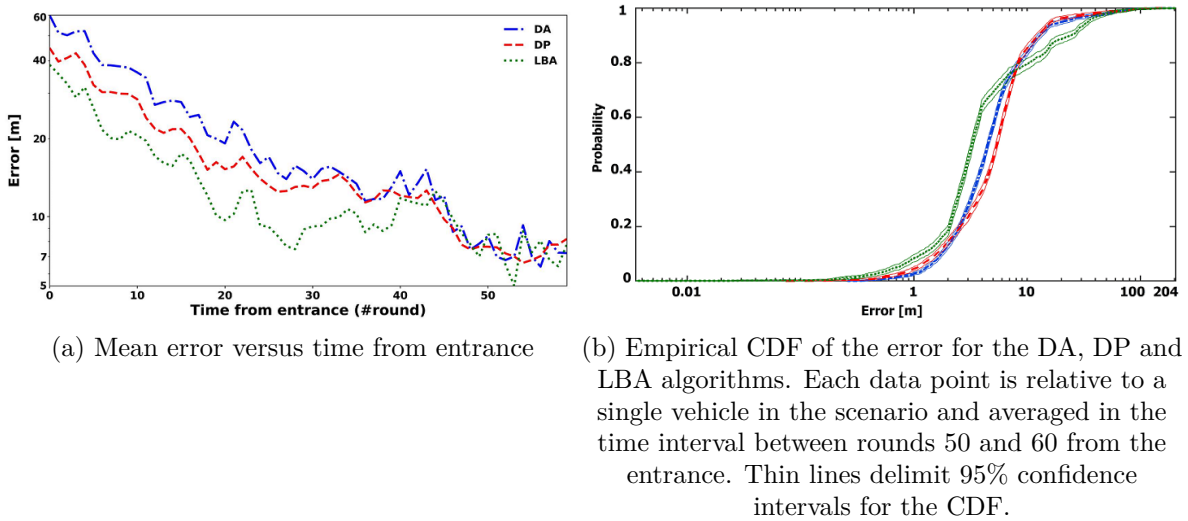 60
40
20
10
7
5
Error [m]
DA
DP
LBA
0
10
20
30
40
50
Time from entrance (#round)
(a) Mean error versus time from entrance
1
0.8
0.6
0.4
0.2
0
Probability
0.01
1
10
100
204
Error [m]
(b) Empirical CDF of the error for the DA, DP and
LBA algorithms. Each data point is relative to a
single vehicle in the scenario and averaged in the
time interval between rounds 50 and 60 from the
entrance. Thin lines delimit 95% confidence
intervals for the CDF.